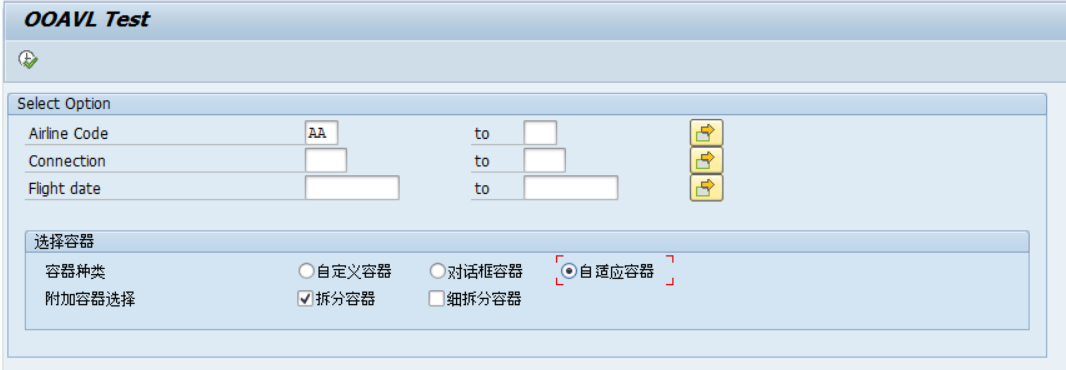 OOAVL Test
Select Option
Airline Code AA to
Connection to
Flight date to
选择容器
容器种类 自定义容器 对话框容器 自适应容器
附加容器选择 拆分容器 细拆分容器